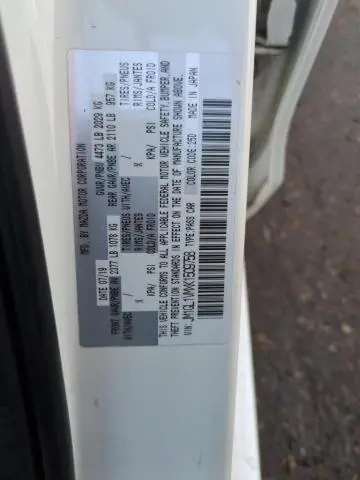 MFD. BY MAZDA MOTOR CORPORATION
DATE: 07/19 GVWR/PNBV 4473 LB 2029 KG
FRONT GAWR/PNBE AV 2377 LB 1078 KG REAR GAWR/PNBE AR 2110 LB 957 KG
WITH/AVEC TIRES/PNEUS WITH/AVEC TIRES/PNEUS
/ X RIMS/JANTES / X RIMS/JANTES
KPA/ PSI COLD/A FROID KPA/ PSI COLD/A FROID
THIS VEHICLE CONFORMS TO ALL APPLICABLE FEDERAL MOTOR VEHICLE SAFETY, BUMPER, AND
THEFT PREVENTION STANDARDS IN EFFECT ON THE DATE OF MANUFACTURE SHOWN ABOVE.
VIN: TYPE: PASS CAR COLOR CODE: 25D MADE IN JAPAN